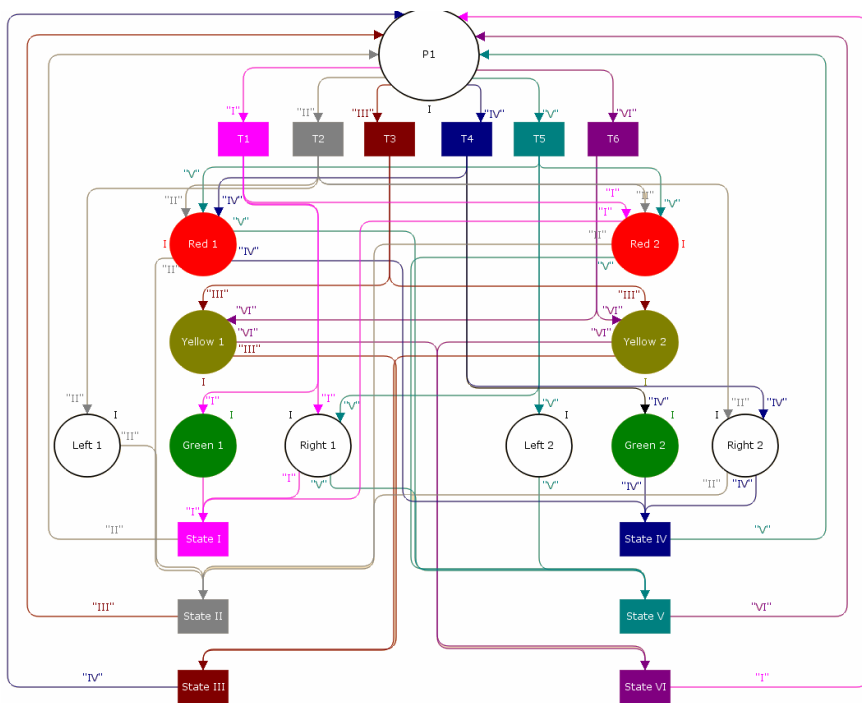 P1
I
"I" "II" "III" "IV" "V" "VI"
T1 T2 T3 T4 T5 T6
"V" "II" "IV" "I" "II" "V"
"I"
I Red 1 "V" "II" Red 2 I
"II" "IV" "V"
"III" "III"
"VI" "VI"
Yellow 1 "VI" "VI" Yellow 2
"III"
I I
"II" "I" "I" "V" "V" "IV" "II" "IV"
I I I I I I
Left 1 "II" Green 1 Right 1 Left 2 Green 2 Right 2
"I" "V" "V" "IV" "II" "IV"
"I"
"II" State I State IV "V"
"III" State II State V "VI"
"IV" State III State VI "I"